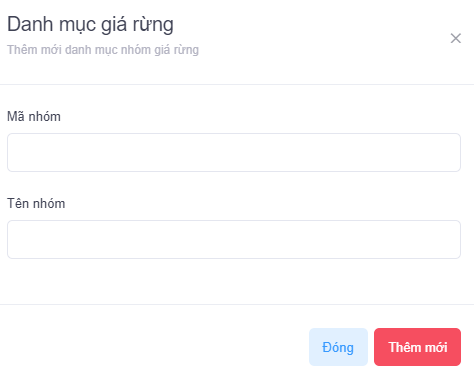 Danh mục giá rừng
Thêm mới danh mục nhóm giá rừng
Mã nhóm
Tên nhóm
Đóng
Thêm mới